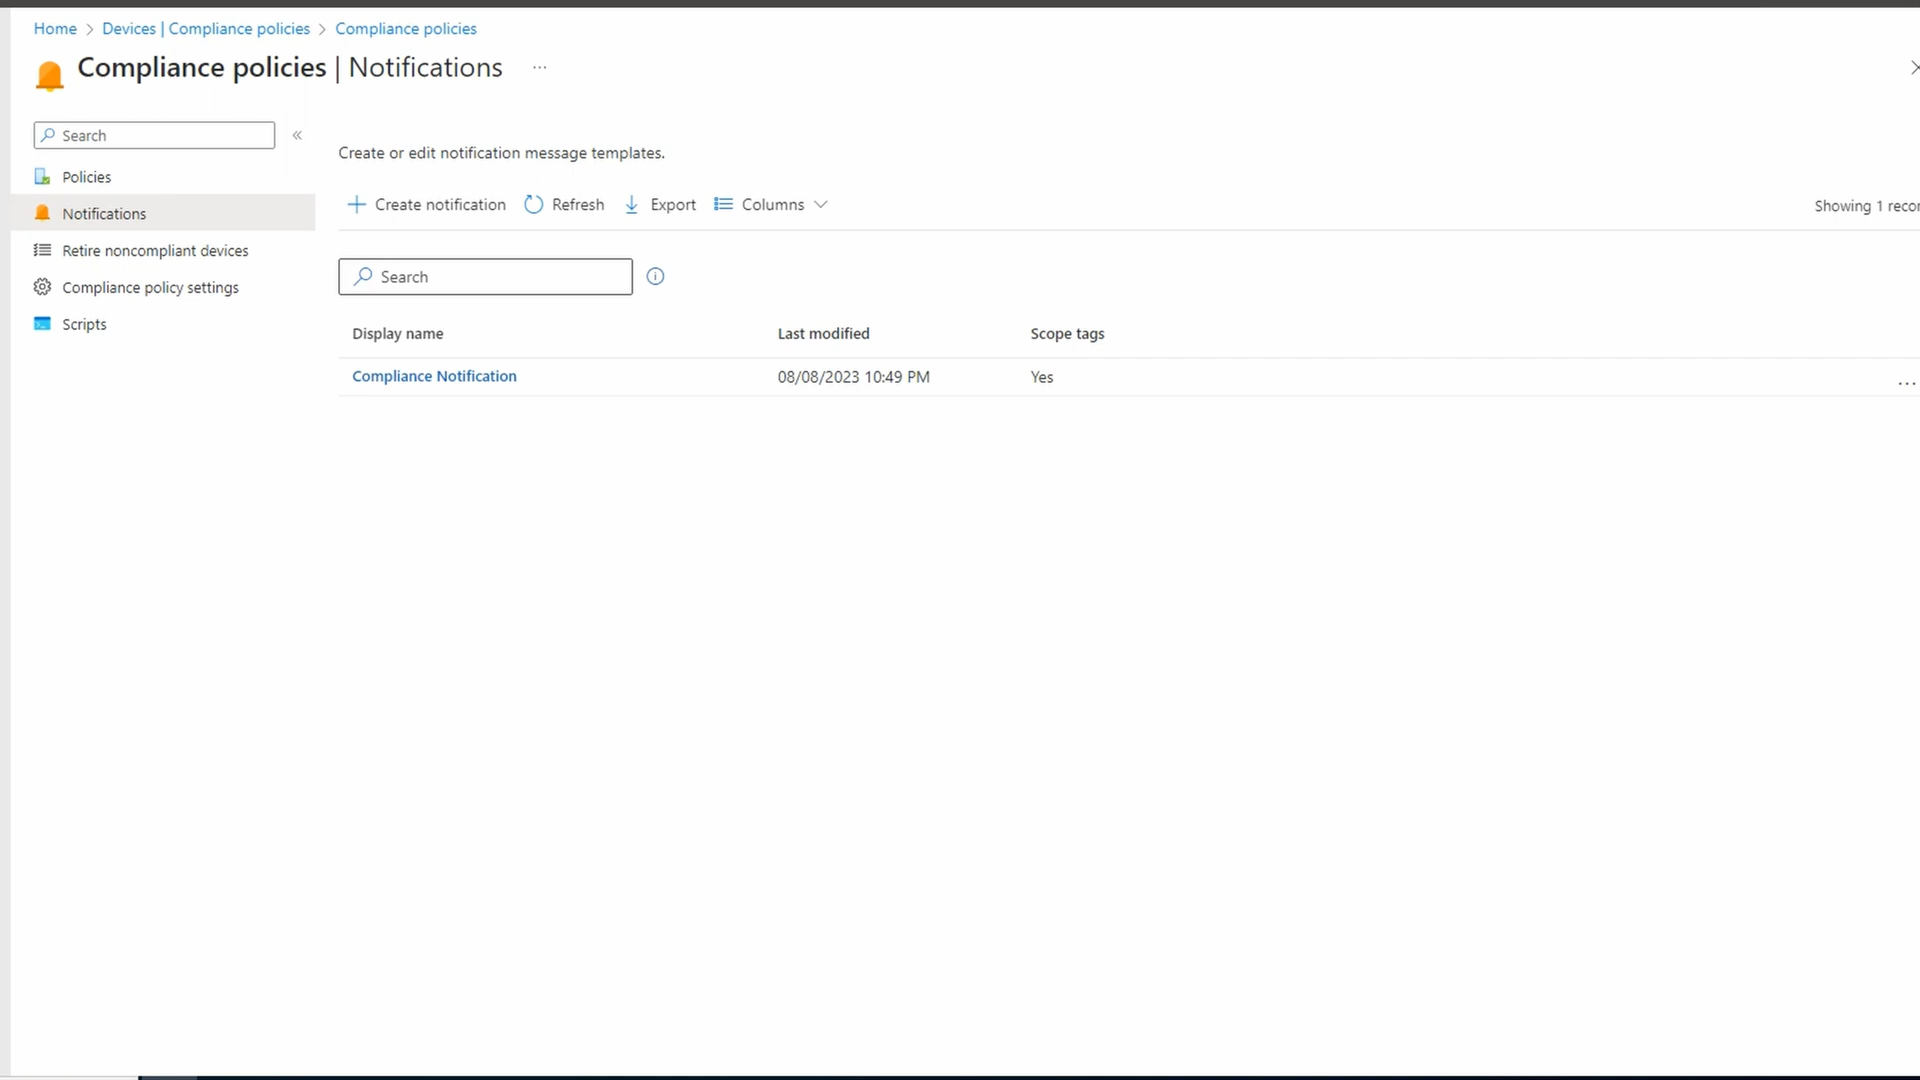 Home > Devices | Compliance policies > Compliance policies
Compliance policies | Notifications ...
Search «
Policies
Notifications
Retire noncompliant devices
Compliance policy settings
Scripts
Create or edit notification message templates.
Create notification Refresh Export Columns
Showing 1
Search
Display name Last modified Scope tags
Compliance Notification 08/08/2023 10:49 PM Yes ...